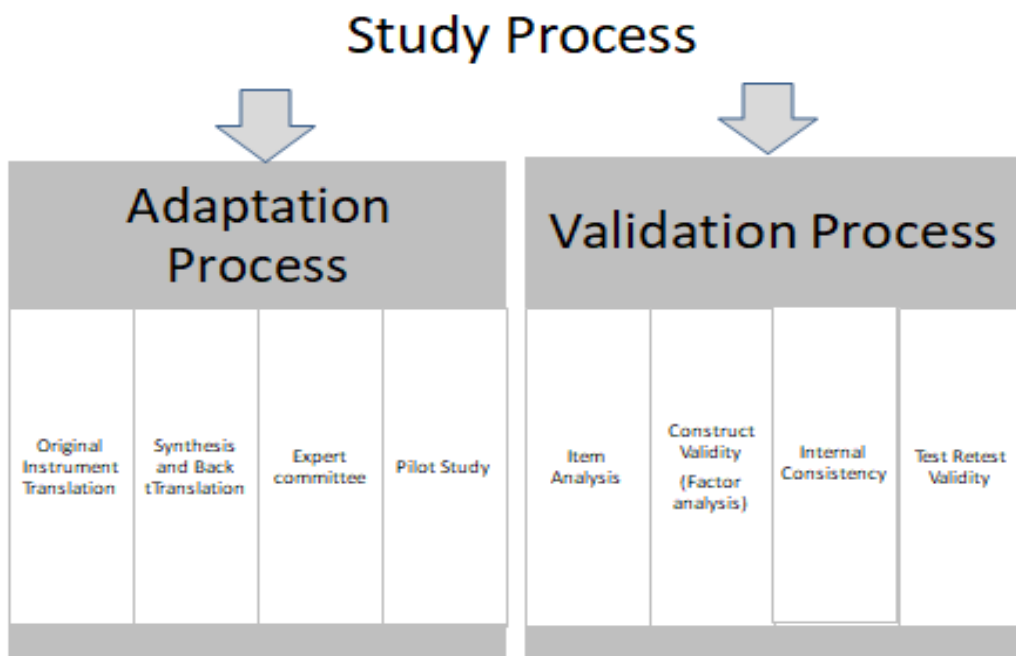 Study Process
Adaptation
Process
Validation Process
Original
Instrument
Translation
Synthesis
and Back
tTranslation
Expert
committee
Pilot Study
Item
Analysis
Construct
Validity
(Factor
analysis)
Internal
Consistency
Test Retest
Validity